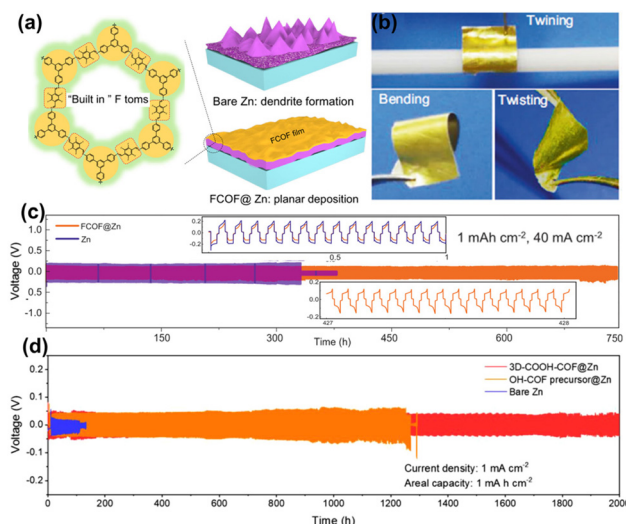 (a)
"Built in" F toms
Bare Zn: dendrite formation
FCOF film
FCOF@ Zn: planar deposition
(b)
Twining
Bending
Twisting
(c)
FCOF@Zn
Zn
1 mAh cm-2, 40 mA cm-2
0.2
0.0
-0.2
0.5
1
0.2
0.0
-0.2
427
428
Voltage (V)
1.0
0.5
0.0
-0.5
-1.0
150
225
300
450
600
750
Time (h)
(d)
3D-COOH-COF@Zn
OH-COF precursor@Zn
Bare Zn
Voltage (V)
0.2
0.1
0.0
-0.1
-0.2
Current density: 1 mA cm-2
Areal capacity: 1 mA h cm-2
0
200
400
600
800
1000
1200
1400
1600
1800
2000
Time (h)